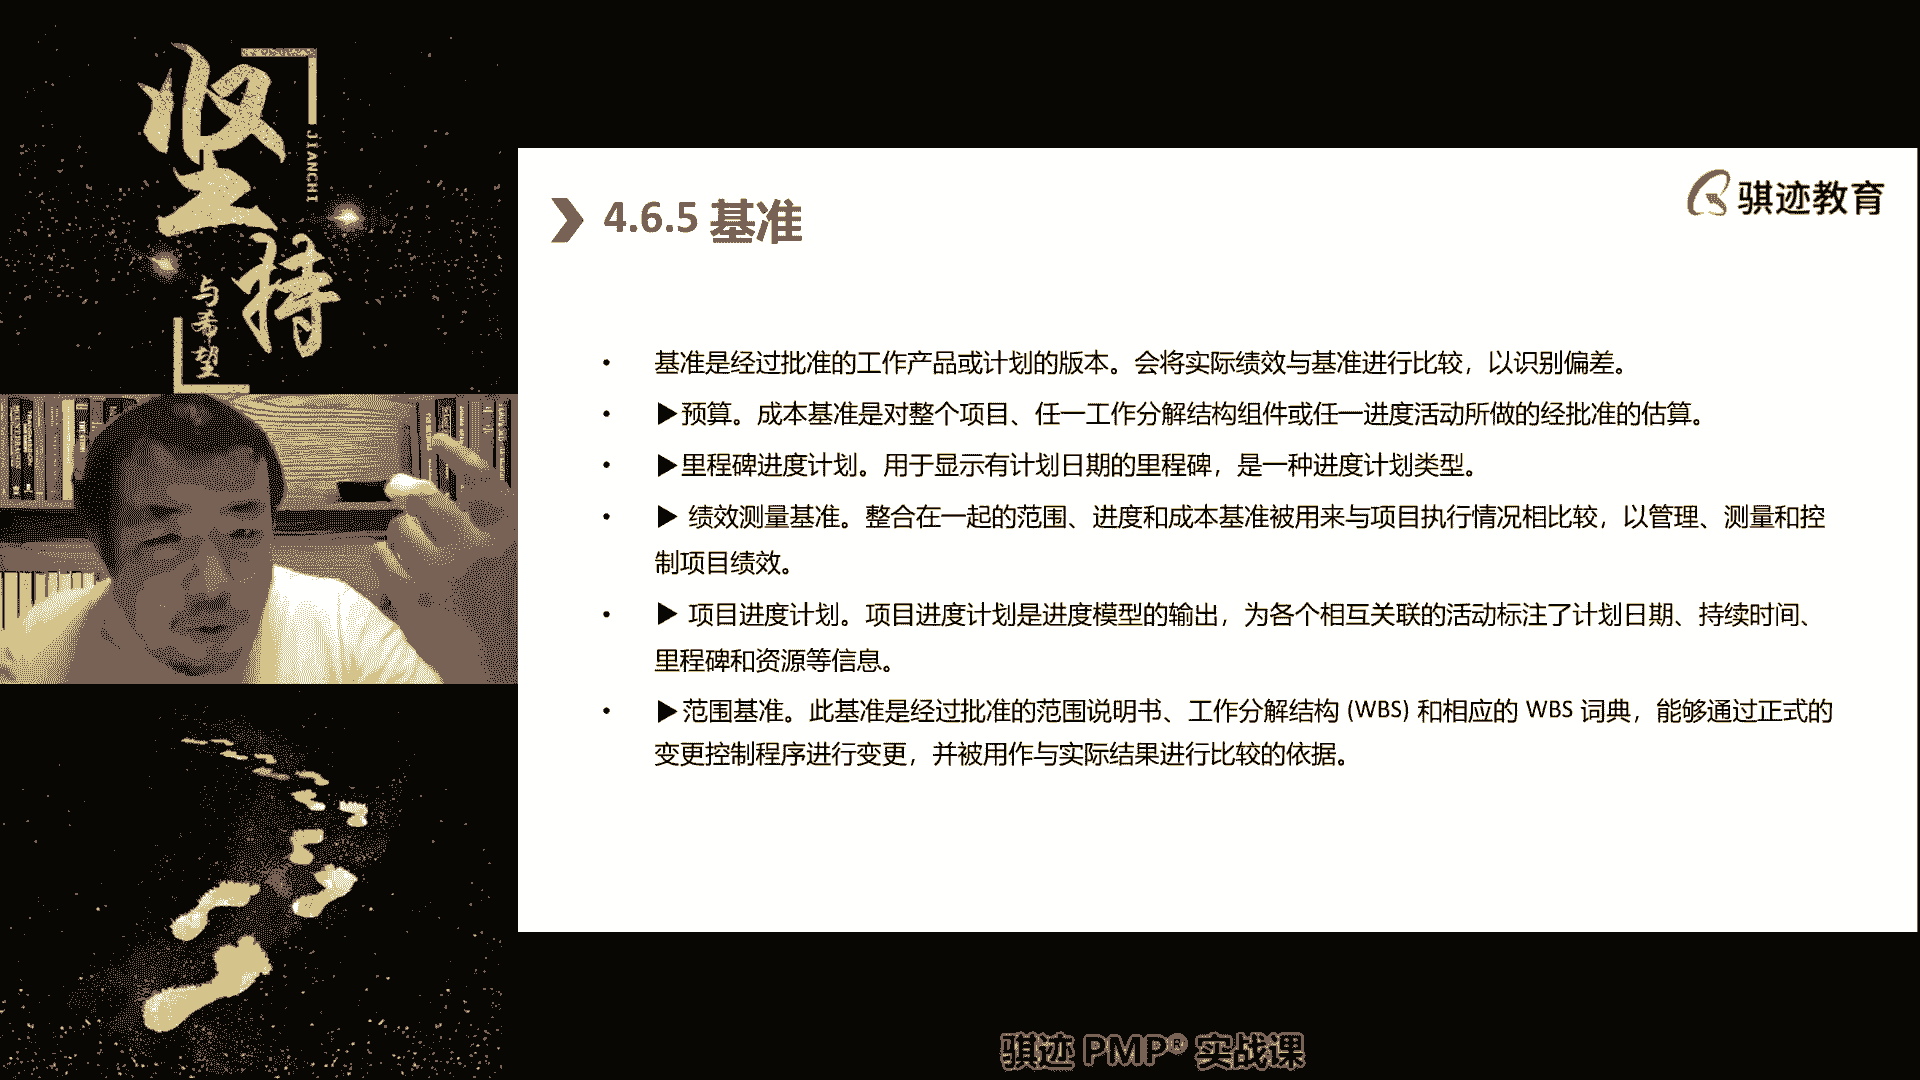 坚持
JIANCHI
与希望
骐迹教育
4.6.5 基准
• 基准是经过批准的工作产品或计划的版本。会将实际绩效与基准进行比较，以识别偏差。
• ▶预算。成本基准是对整个项目、任一工作分解结构组件或任一进度活动所做的经批准的估算。
• ▶里程碑进度计划。用于显示有计划日期的里程碑，是一种进度计划类型。
• ▶ 绩效测量基准。整合在一起的范围、进度和成本基准被用来与项目执行情况相比较，以管理、测量和控
制项目绩效。
• ▶ 项目进度计划。项目进度计划是进度模型的输出，为各个相互关联的活动标注了计划日期、持续时间、
里程碑和资源等信息。
• ▶范围基准。此基准是经过批准的范围说明书、工作分解结构 (WBS) 和相应的 WBS 词典，能够通过正式的
变更控制程序进行变更，并被用作与实际结果进行比较的依据。
骐迹 PMP® 实战课